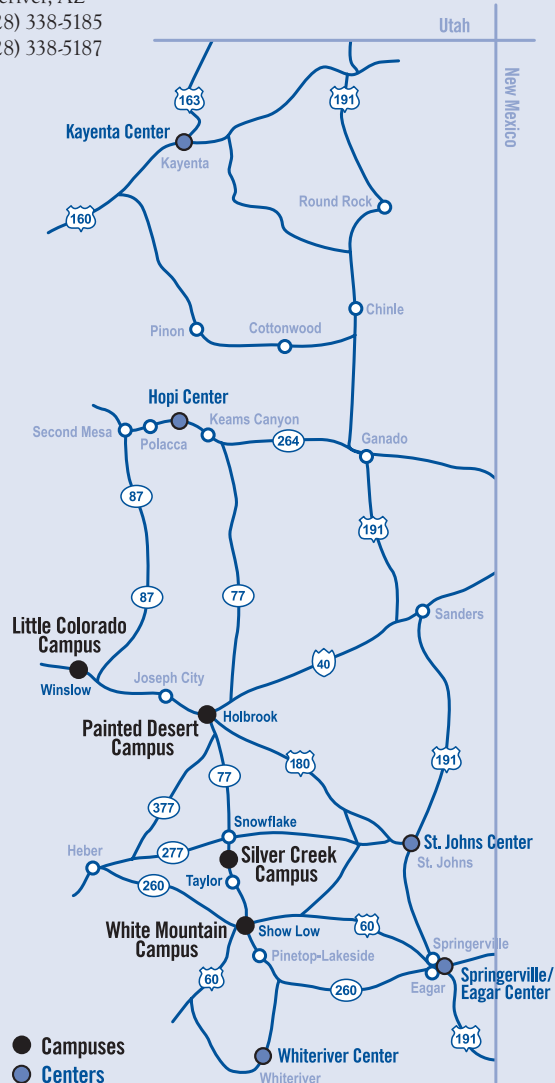 28) 338-5185
28) 338-5187
Utah
New Mexico
163
191
Kayenta Center
Kayenta
Round Rock
160
Chinle
Pinon
Cottonwood
Hopi Center
Keams Canyon
Second Mesa
Polacca
264
Ganado
87
191
87
77
Sanders
Little Colorado
Campus
40
Winslow
Joseph City
Painted Desert
Campus
Holbrook
180
191
77
377
Snowflake
277
Heber
Silver Creek
Campus
St. Johns Center
St. Johns
260
Taylor
White Mountain
Campus
Show Low
60
Pinetop-Lakeside
Springerville
60
260
Eagar
Springerville/
Eagar Center
191
Campuses
Whiteriver Center
Whiteriver
Centers